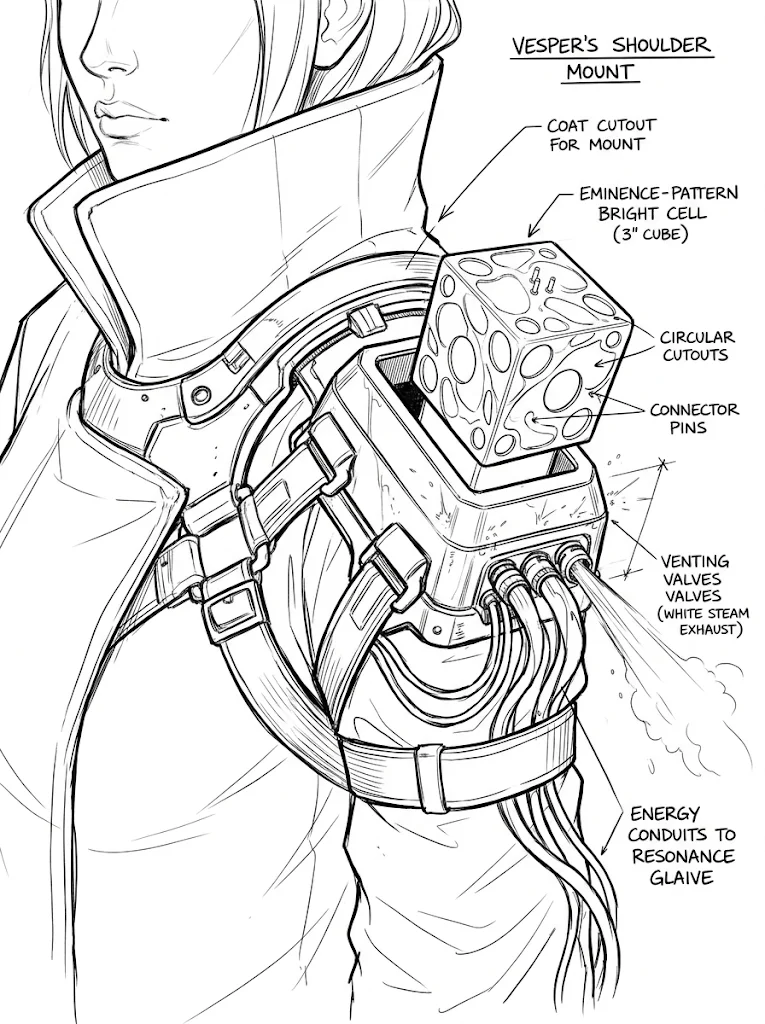 VESPER'S SHOULDER
MOUNT
COAT CUTOUT
FOR MOUNT
EMINENCE-PATTERN
BRIGHT CELL
(3" CUBE)
CIRCULAR
CUTOUTS
CONNECTOR
PINS
VENTING
VALVES
VALVES
(WHITE STEAM
EXHAUST)
ENERGY
CONDUITS TO
RESONANCE
GLAIVE